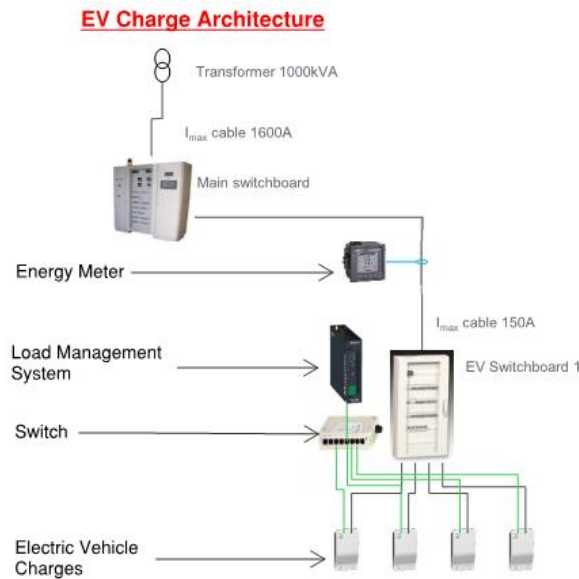 EV Charge Architecture
Transformer 1000kVA
Imax cable 1600A
Main switchboard
Energy Meter
Imax cable 150A
Load Management
System
EV Switchboard 1
Switch
Electric Vehicle
Charges